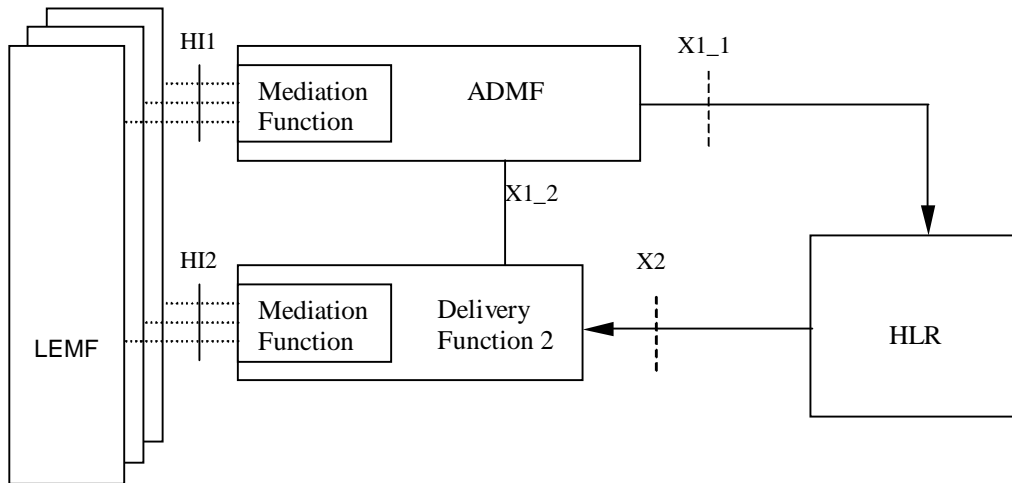 HI1
X1_1
Mediation
Function
ADMF
X1_2
HI2
X2
Mediation
Function
Delivery
Function 2
LEMF
HLR